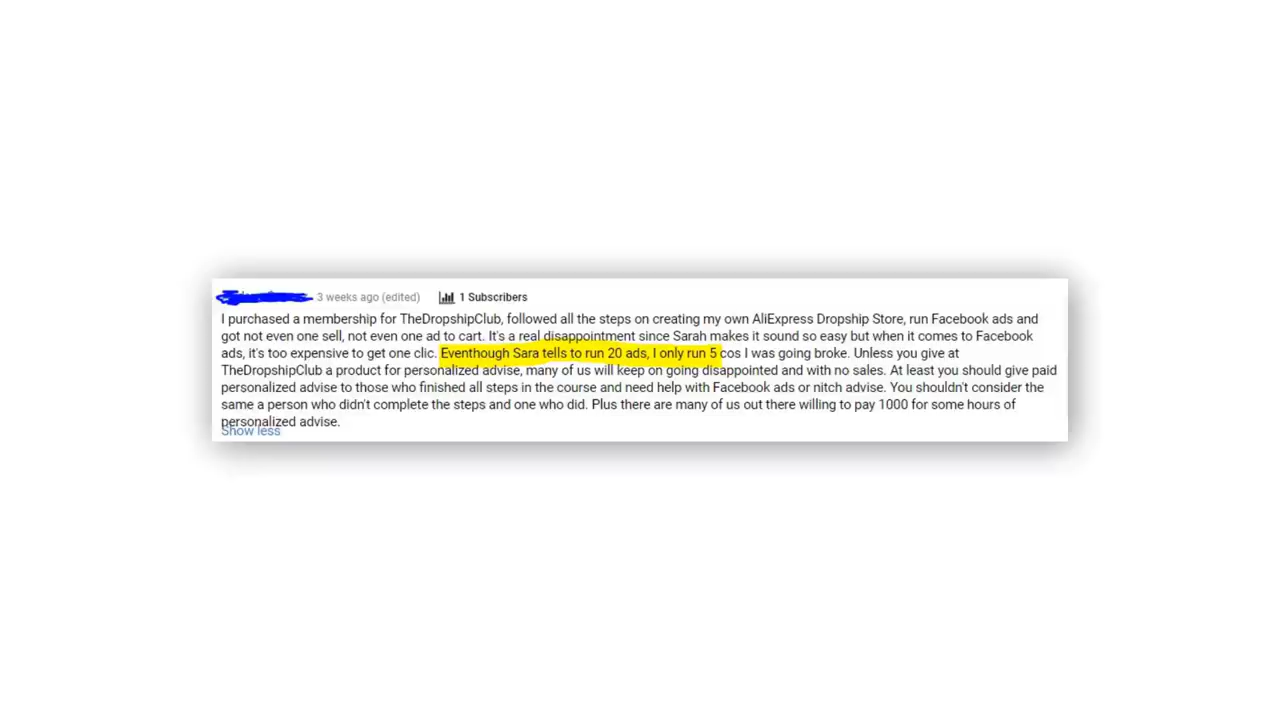 3 weeks ago (edited) 1 Subscribers
I purchased a membership for TheDropshipClub, followed all the steps on creating my own AliExpress Dropship Store, run Facebook ads and
got not even one sell, not even one ad to cart. It's a real disappointment since Sarah makes it sound so easy but when it comes to Facebook
ads, it's too expensive to get one clic. Eventhough Sara tells to run 20 ads, I only run 5 cos I was going broke. Unless you give at
TheDropshipClub a product for personalized advise, many of us will keep on going disappointed and with no sales. At least you should give paid
personalized advise to those who finished all steps in the course and need help with Facebook ads or nitch advise. You shouldn't consider the
same a person who didn't complete the steps and one who did. Plus there are many of us out there willing to pay 1000 for some hours of
personalized advise.
Show less